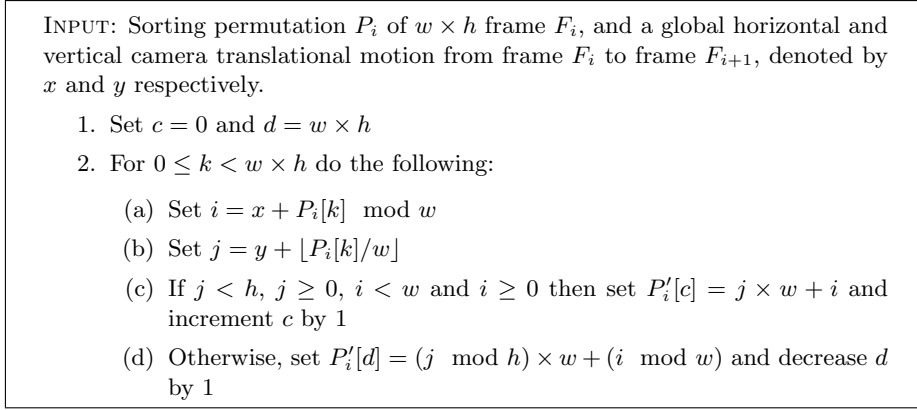 INPUT: Sorting permutation P_i of w × h frame F_i, and a global horizontal and
vertical camera translational motion from frame F_i to frame F_{i+1}, denoted by
x and y respectively.
1. Set c = 0 and d = w × h
2. For 0 ≤ k < w × h do the following:
(a) Set i = x + P_i[k] mod w
(b) Set j = y + ⌊P_i[k]/w⌋
(c) If j < h, j ≥ 0, i < w and i ≥ 0 then set P'_i[c] = j × w + i and
increment c by 1
(d) Otherwise, set P'_i[d] = (j mod h) × w + (i mod w) and decrease d
by 1